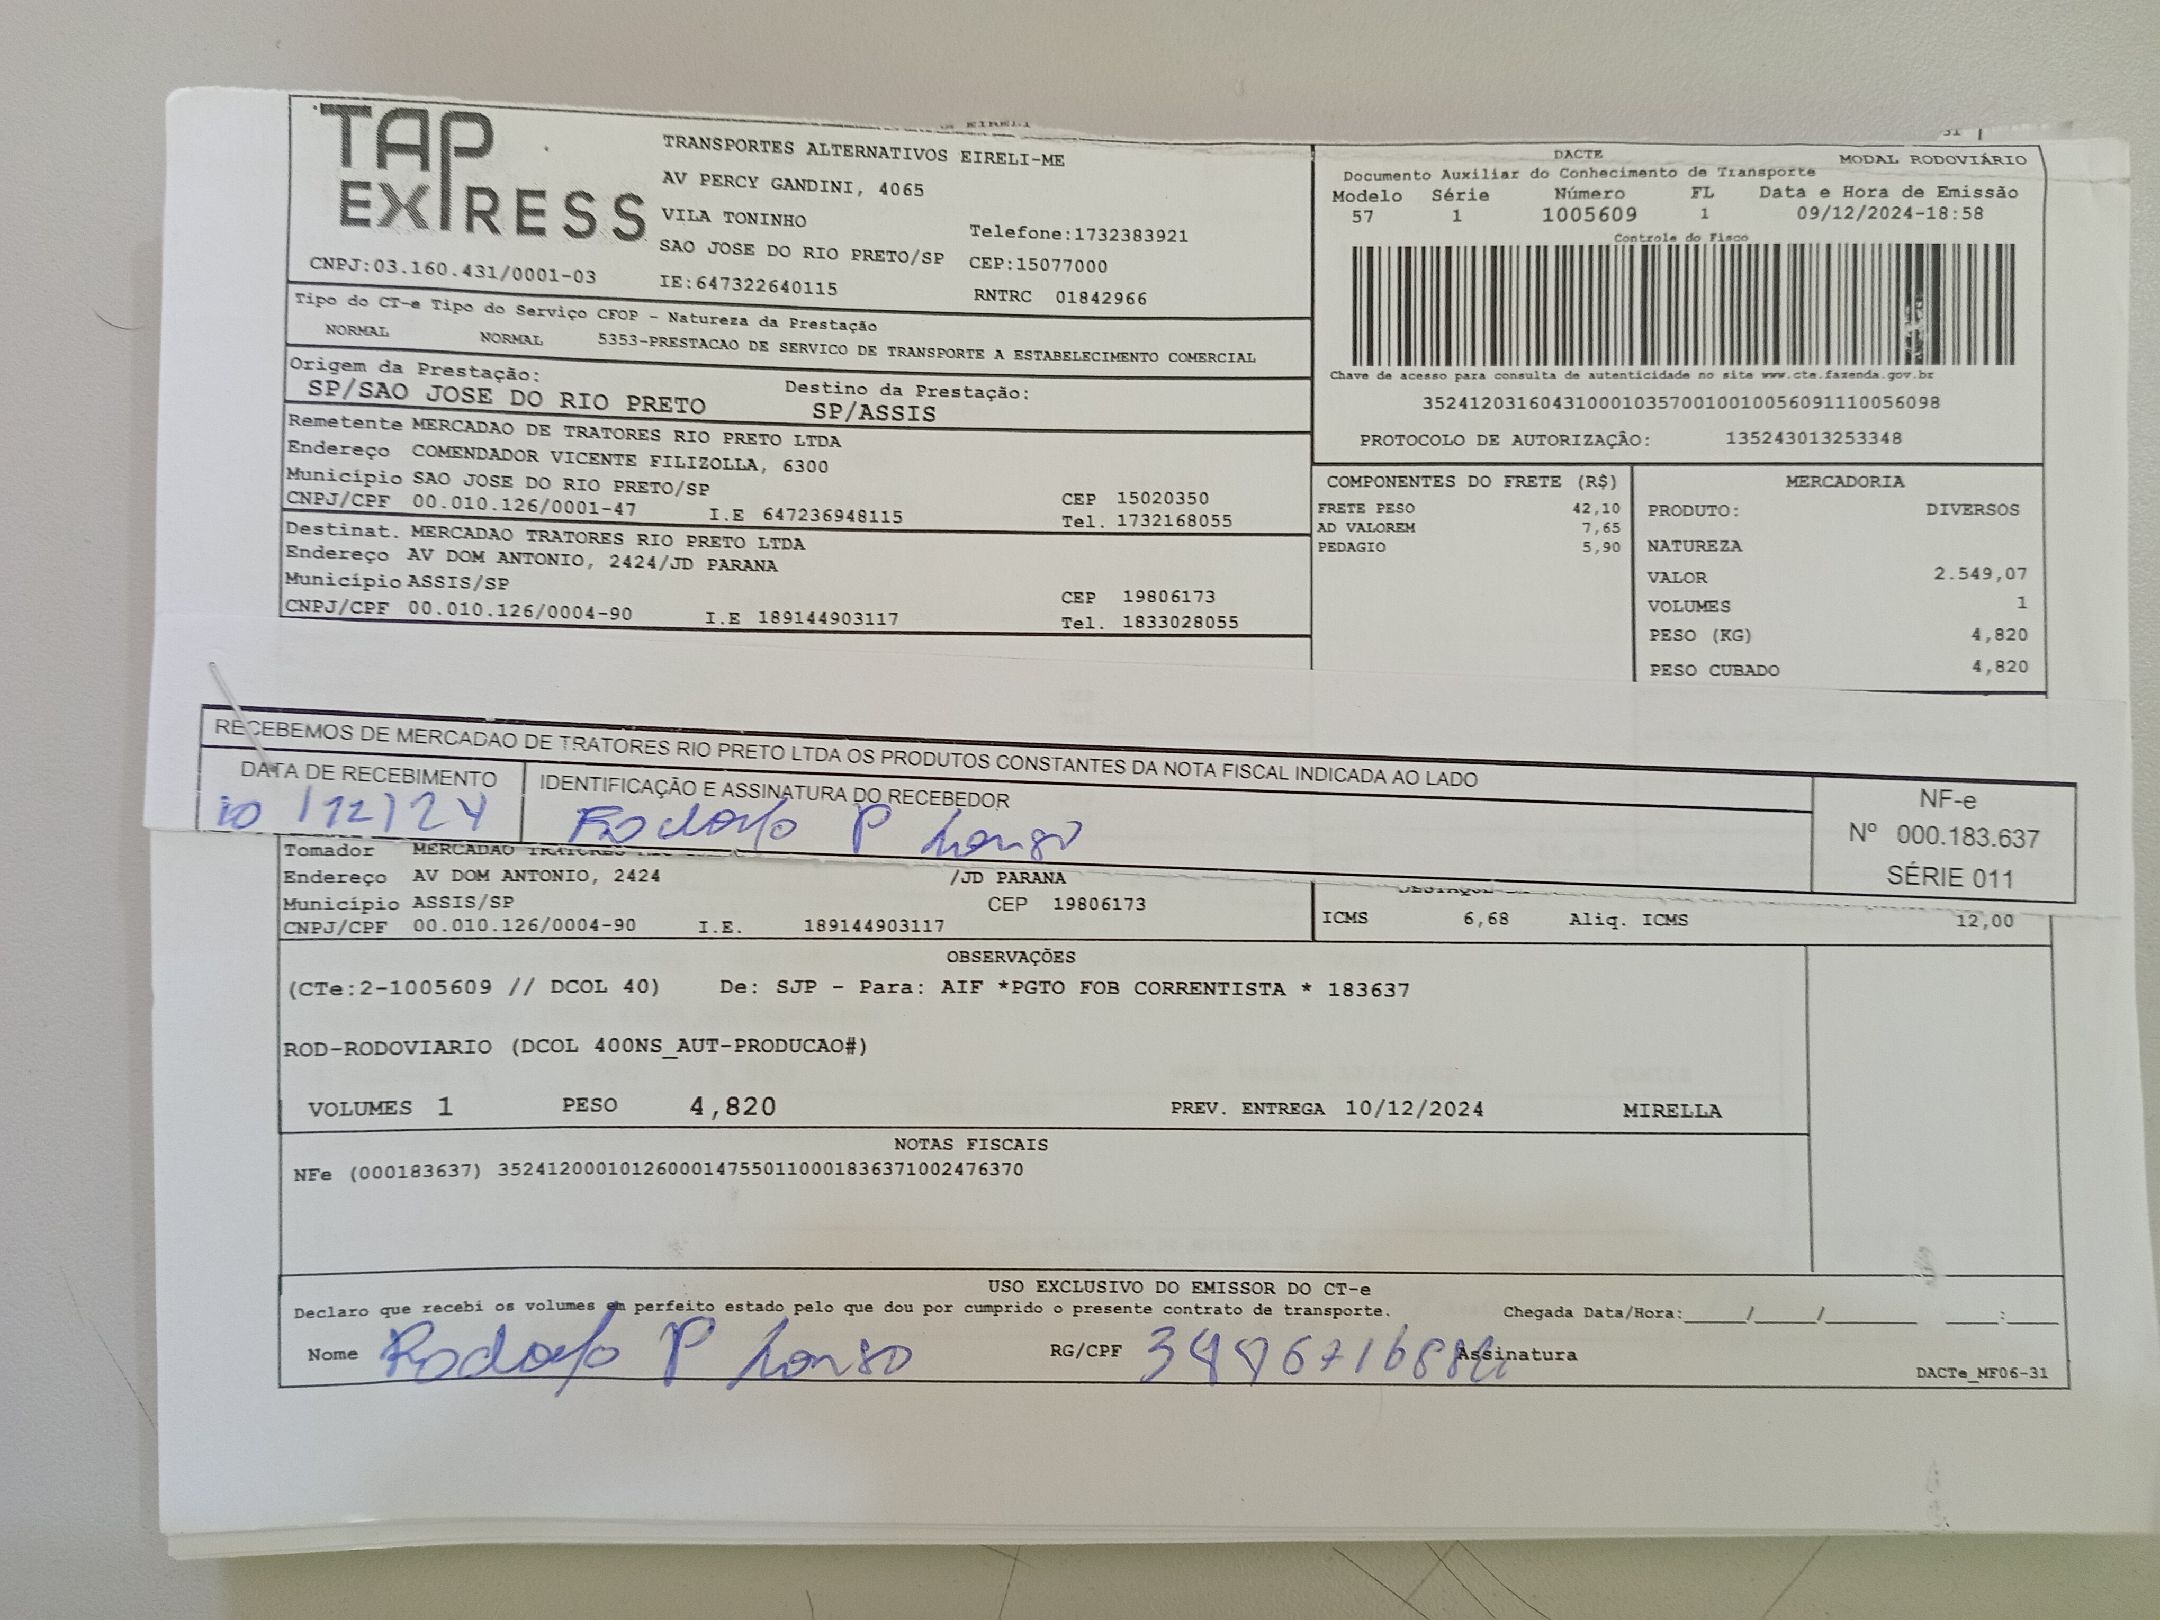 TAP EXPRESS
TRANSPORTES ALTERNATIVOS EIRELI-ME
AV PERCY GANDINI, 4065
VILA TONINHO
Telefone:1732383921
SAO JOSE DO RIO PRETO/SP CEP:15077000
CNPJ:03.160.431/0001-03 IE:647322640115 RNTRC 01842966
DACTE MODAL RODOVIÁRIO
Documento Auxiliar do Conhecimento de Transporte
Modelo Série Número FL Data e Hora de Emissão
57 1 1005609 1 09/12/2024-18:58
Controle do Fisco
Chave de acesso para consulta de autenticidade no site www.cte.fazenda.gov.br
35241203160431000103570010010056091110056098
PROTOCOLO DE AUTORIZAÇÃO: 135243013253348
Tipo do CT-e Tipo do Serviço CFOP - Natureza da Prestação
NORMAL NORMAL 5353-PRESTACAO DE SERVICO DE TRANSPORTE A ESTABELECIMENTO COMERCIAL
Origem da Prestação: Destino da Prestação:
SP/SAO JOSE DO RIO PRETO SP/ASSIS
Remetente MERCADAO DE TRATORES RIO PRETO LTDA
Endereço COMENDADOR VICENTE FILIZOLLA, 6300
Município SAO JOSE DO RIO PRETO/SP CEP 15020350
CNPJ/CPF 00.010.126/0001-47 I.E 647236948115 Tel. 1732168055
Destinat. MERCADAO TRATORES RIO PRETO LTDA
Endereço AV DOM ANTONIO, 2424/JD PARANA
Município ASSIS/SP CEP 19806173
CNPJ/CPF 00.010.126/0004-90 I.E 189144903117 Tel. 1833028055
COMPONENTES DO FRETE (R$)
FRETE PESO 42,10
AD VALOREM 7,65
PEDAGIO 5,90
MERCADORIA
PRODUTO: DIVERSOS
NATUREZA
VALOR 2.549,07
VOLUMES 1
PESO (KG) 4,820
PESO CUBADO 4,820
RECEBEMOS DE MERCADAO DE TRATORES RIO PRETO LTDA OS PRODUTOS CONSTANTES DA NOTA FISCAL INDICADA AO LADO
DATA DE RECEBIMENTO IDENTIFICAÇÃO E ASSINATURA DO RECEBEDOR
10/12/24 Rodolfo P
NF-e
Nº 000.183.637
SÉRIE 011
Tomador MERCADAO TRATORES
Endereço AV DOM ANTONIO, 2424 /JD PARANA
Município ASSIS/SP CEP 19806173
CNPJ/CPF 00.010.126/0004-90 I.E. 189144903117
ICMS 6,68 Aliq. ICMS 12,00
OBSERVAÇÕES
(CTe:2-1005609 // DCOL 40) De: SJP - Para: AIF *PGTO FOB CORRENTISTA * 183637
ROD-RODOVIARIO (DCOL 400NS_AUT-PRODUCAO#)
VOLUMES 1 PESO 4,820 PREV. ENTREGA 10/12/2024 MIRELLA
NOTAS FISCAIS
NFe (000183637) 35241200010126000147550110001836371002476370
USO EXCLUSIVO DO EMISSOR DO CT-e
Declaro que recebi os volumes em perfeito estado pelo que dou por cumprido o presente contrato de transporte. Chegada Data/Hora:____/____/______ ____:____
Nome Rodolfo P RG/CPF Assinatura
DACTe_MF06-31